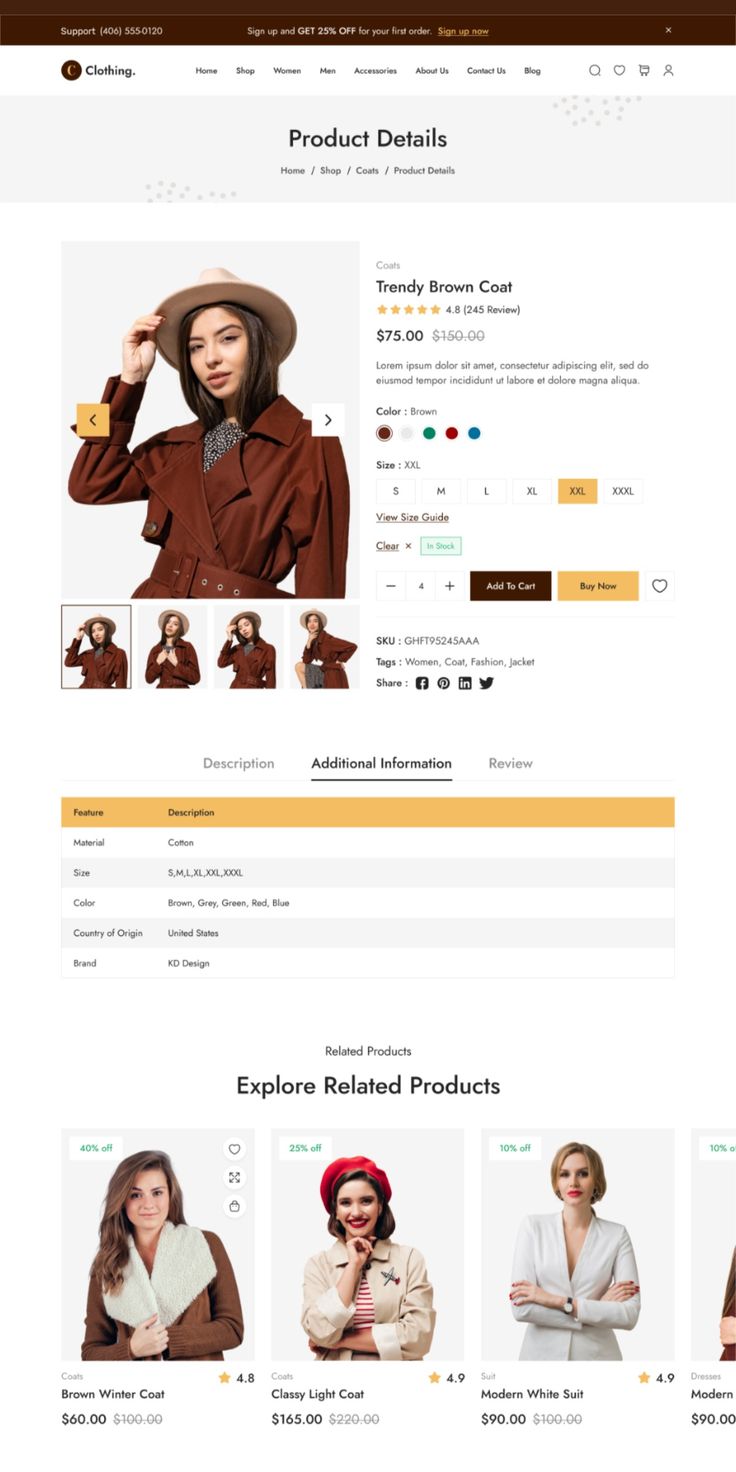 Support (406) 555-0120
Sign up and GET 25% OFF for your first order. Sign up now
C Clothing.
Home Shop Women Men Accessories About Us Contact Us Blog
Product Details
Home / Shop / Coats / Product Details
Coats
Trendy Brown Coat
4.8 (245 Review)
$75.00 $150.00
Lorem ipsum dolor sit amet, consectetur adipiscing elit, sed do
eiusmod tempor incididunt ut labore et dolore magna aliqua.
Color : Brown
Size : XXL
S M L XL XXL XXXL
View Size Guide
Clear × In Stock
— 4 + Add To Cart Buy Now
SKU : GHFT95245AAA
Tags : Women, Coat, Fashion, Jacket
Share :
Description Additional Information Review
Feature Description
Material Cotton
Size S,M,L,XL,XXL,XXXL
Color Brown, Grey, Green, Red, Blue
Country of Origin United States
Brand KD Design
Related Products
Explore Related Products
40% off 25% off 10% off 10% o
Coats 4.8 Coats 4.9 Suit 4.9 Dresses
Brown Winter Coat Classy Light Coat Modern White Suit Modern
$60.00 $100.00 $165.00 $220.00 $90.00 $100.00 $90.00